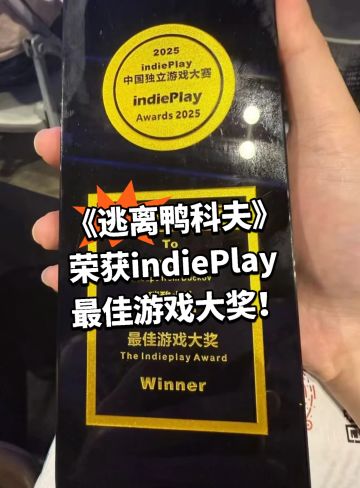 2025
indiePlay
中国独立游戏大赛
indiePlay
Awards 2025
《逃离鸭科夫》
To
荣获indiePlay
最佳游戏大奖！
最佳游戏大奖
The Indieplay Award
Winner